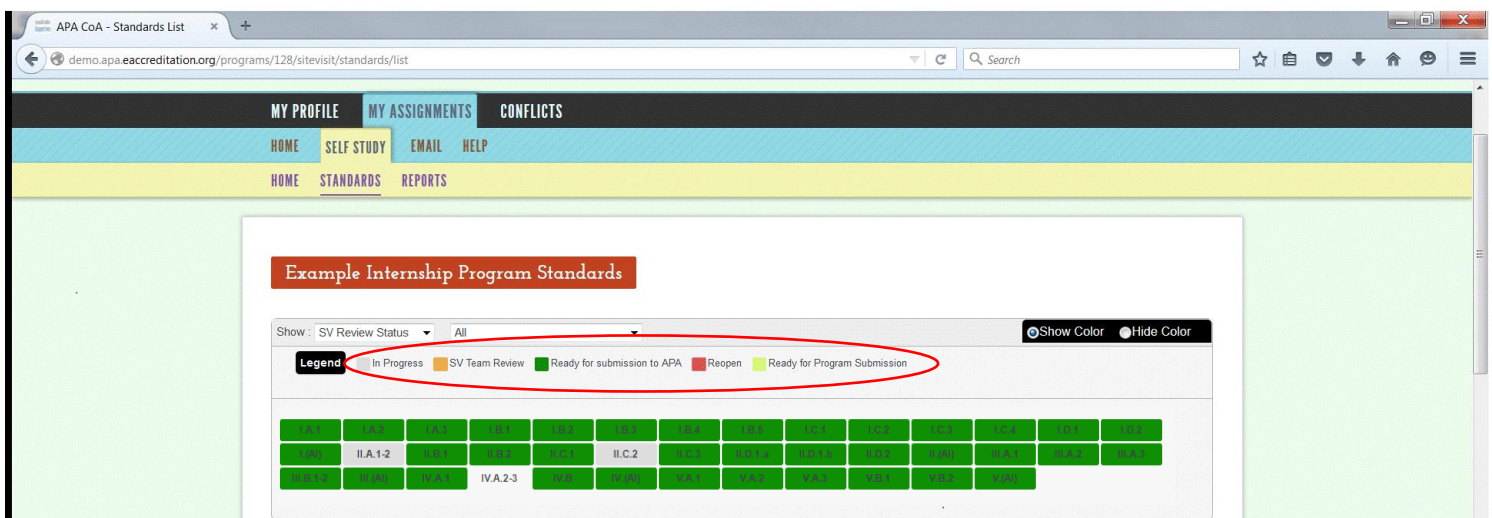 APA CoA - Standards List × +
demo.apa.eaccreditation.org/programs/128/sitevisit/standards/list Search
MY PROFILE MY ASSIGNMENTS CONFLICTS
HOME SELF STUDY EMAIL HELP
HOME STANDARDS REPORTS
Example Internship Program Standards
Show : SV Review Status All Show Color Hide Color
Legend In Progress SV Team Review Ready for submission to APA Reopen Ready for Program Submission
I.A.1 I.A.2 I.A.3 I.B.1 I.B.2 I.B.3 I.B.4 I.B.5 I.C.1 I.C.2 I.C.3 I.C.4 I.D.1 I.D.2
I.(AI) II.A.1-2 II.B.1 II.B.2 II.C.1 II.C.2 II.C.3 II.D.1.a II.D.1.b II.D.2 II.(AI) III.A.1 III.A.2 III.A.3
III.B.1-2 III.(AI) IV.A.1 IV.A.2-3 IV.B IV.(AI) V.A.1 V.A.2 V.A.3 V.B.1 V.B.2 V.(AI)